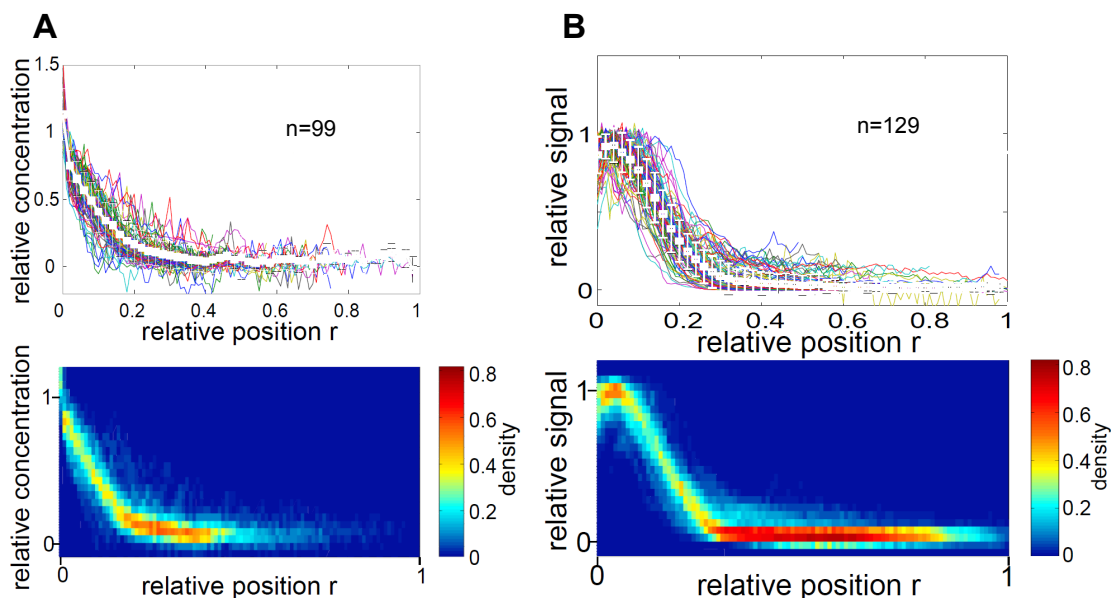 A
B
relative concentration
1.5
1
0.5
0
n=99
0
0.2
0.4
0.6
0.8
1
relative position r
relative signal
1
0
n=129
0
0.2
0.4
0.6
0.8
1
relative position r
relative concentration
1
0
0
1
relative position r
0.8
0.6
0.4
0.2
0
density
relative signal
1
0
0
1
relative position r
0.8
0.6
0.4
0.2
0
density